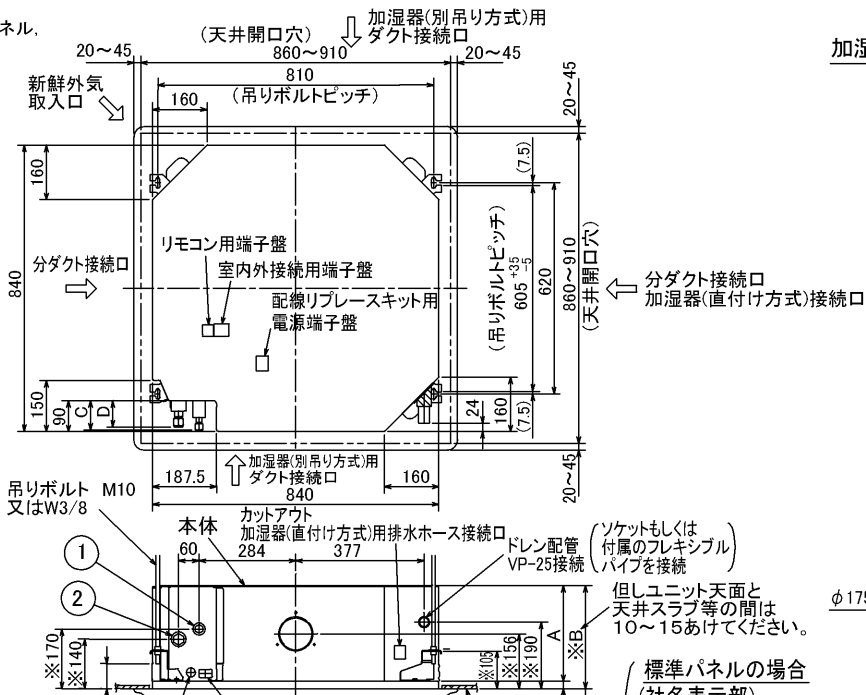 ネル,
(天井開口穴)
加湿器(別吊り方式)用
ダクト接続口
20～45
860～910
20～45
810
(吊りボルトピッチ)
新鮮外気
取入口
160
20～45
加湿
160
(7.5)
リモコン用端子盤
室内外接続用端子盤
配線リプレースキット用
電源端子盤
分ダクト接続口
840
(吊りボルトピッチ)
605 +35 -5
620
860～910
(天井開口穴)
分ダクト接続口
加湿器(直付け方式)接続口
150
90
C
D
24
160
(7.5)
20～45
187.5
加湿器(別吊り方式)用
ダクト接続口
160
840
吊りボルト M10
又はW3/8
カットアウト
加湿器(直付け方式)用排水ホース接続口
本体
ドレン配管
VP-25接続
ソケットもしくは
付属のフレキシブル
パイプを接続
1
60
284
377
2
但しユニット天面と
天井スラブ等の間は
10～15あけてください。
φ175
※170
※140
※105
※156
※190
A
※B
標準パネルの場合
(社名表示部)